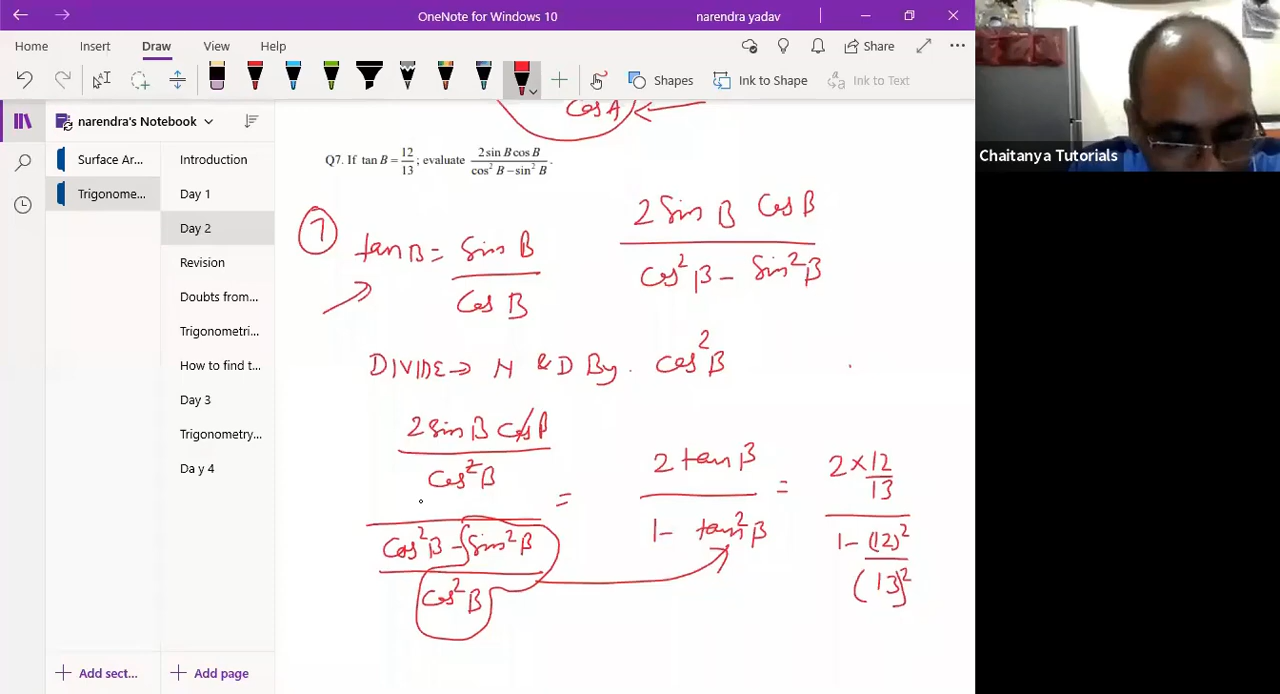 OneNote for Windows 10
narendra yadav
Home Insert Draw View Help
Share
Shapes Ink to Shape Ink to Text
narendra's Notebook
Surface Ar...
Trigonome...
Introduction
Day 1
Day 2
Revision
Doubts from...
Trigonometri...
How to find t...
Day 3
Trigonometry...
Da y 4
Add sect...
Add page
Chaitanya Tutorials
Cos A
Q7. If tan B = 12/13; evaluate 2 sin B cos B / cos² B − sin² B.
7 tan B = Sin B / Cos B
2 Sin B Cos B / Cos² B − Sin² B
DIVIDE → N & D By. Cos² B
2 Sin B Cos B / Cos² B / Cos² B − Sin² B / Cos² B = 2 tan B / 1 − tan² B = 2 × 12/13 / 1 − (12)² / (13)²